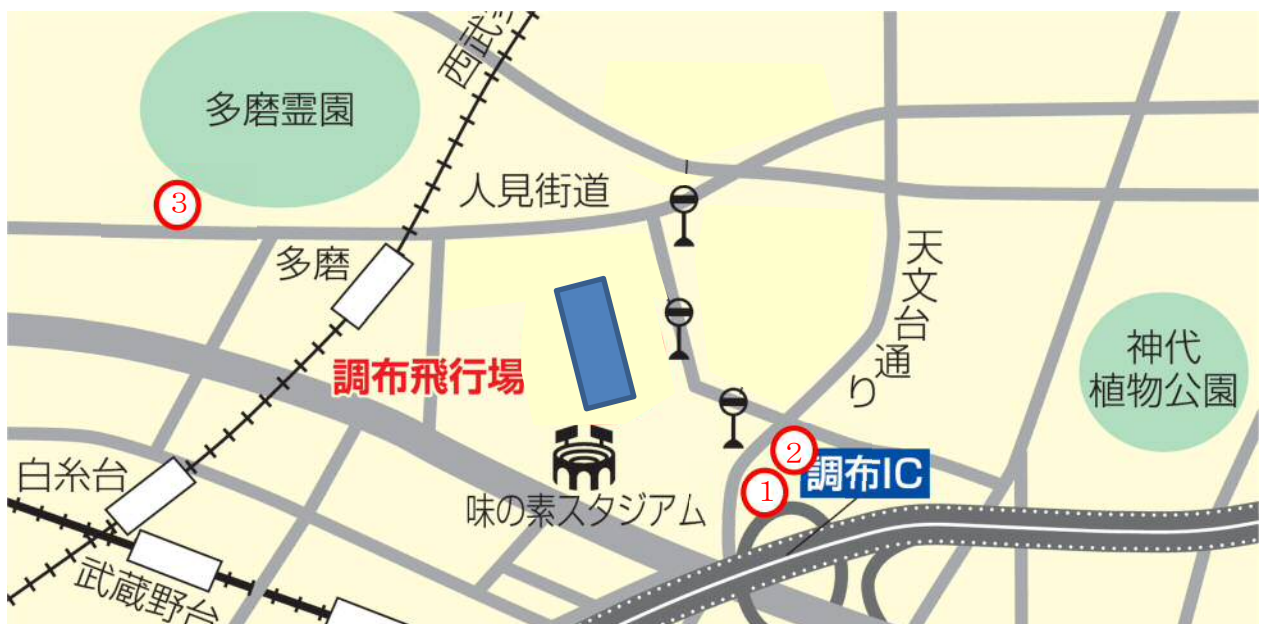 西武
多磨霊園
③
人見街道
多磨
天文台通り
神代
植物公園
調布飛行場
白糸台
②
調布IC
①
味の素スタジアム
武蔵野台